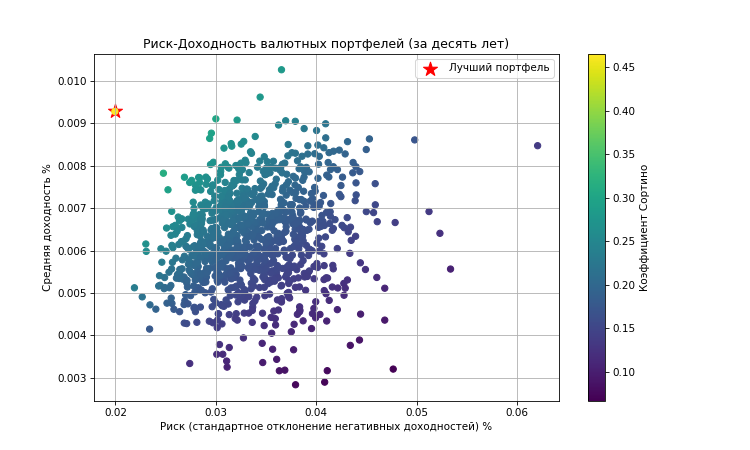 Риск-Доходность валютных портфелей (за десять лет)
Лучший портфель
Средняя доходность %
0.010
0.009
0.008
0.007
0.006
0.005
0.004
0.003
0.02 0.03 0.04 0.05 0.06
Риск (стандартное отклонение негативных доходностей) %
0.45
0.40
0.35
0.30
0.25
0.20
0.15
0.10
Коэффициент Сортино